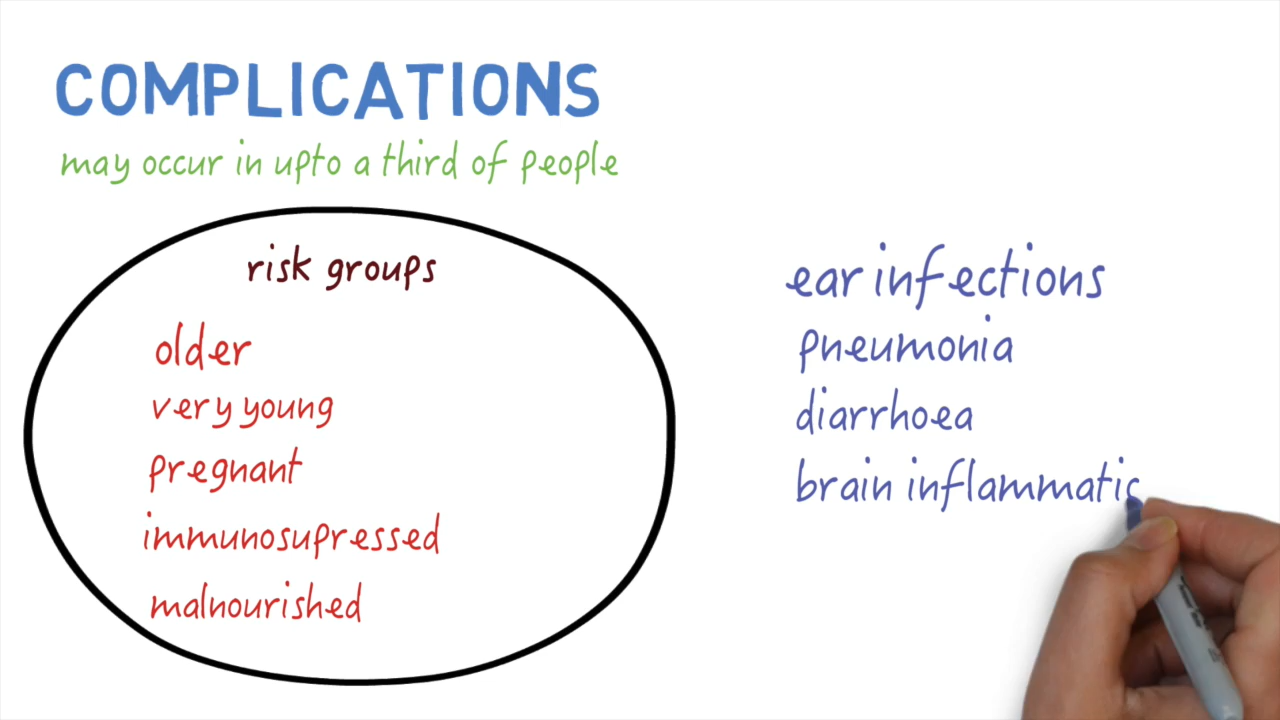 COMPLICATIONS
may occur in upto a third of people
risk groups
older
very young
pregnant
immunosupressed
malnourished
ear infections
pneumonia
diarrhoea
brain inflammatio